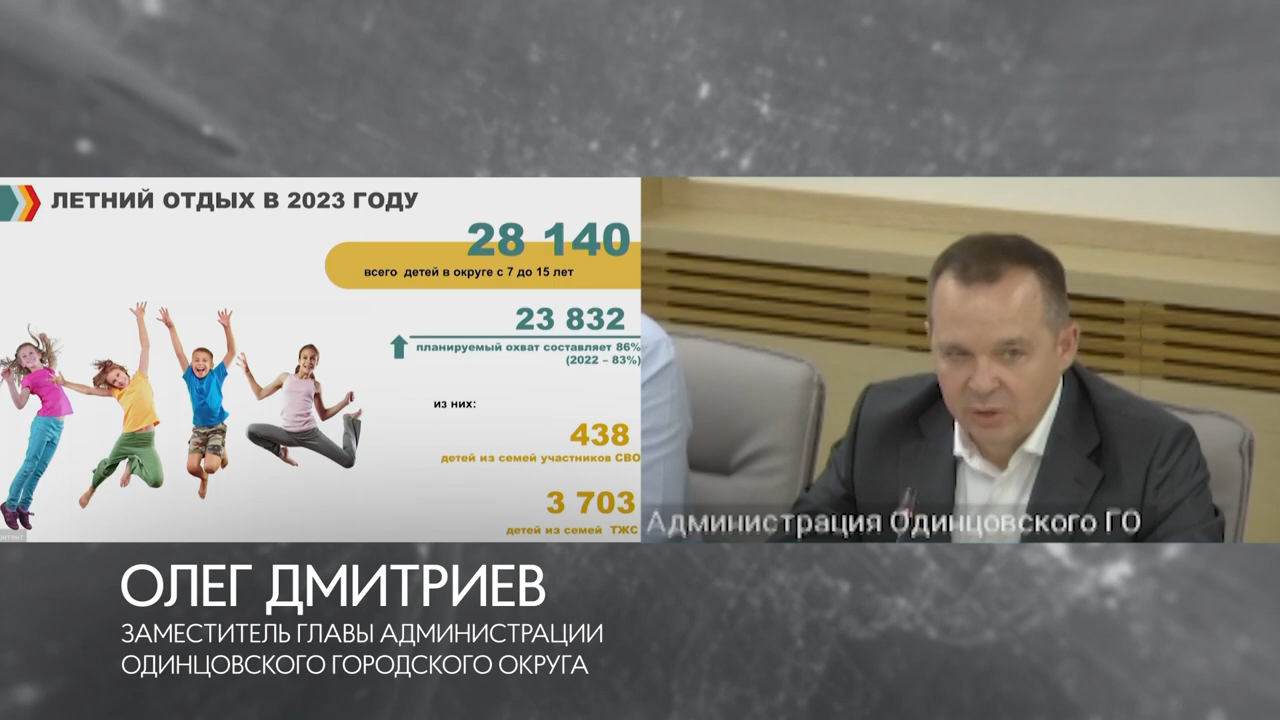 ЛЕТНИЙ ОТДЫХ В 2023 ГОДУ
28 140
всего детей в округе с 7 до 15 лет
23 832
планируемый охват составляет 86%
(2022 – 83%)
из них:
438
детей из семей участников СВО
3 703
детей из семей ТЖС
Администрация Одинцовского ГО
ОЛЕГ ДМИТРИЕВ
ЗАМЕСТИТЕЛЬ ГЛАВЫ АДМИНИСТРАЦИИ
ОДИНЦОВСКОГО ГОРОДСКОГО ОКРУГА